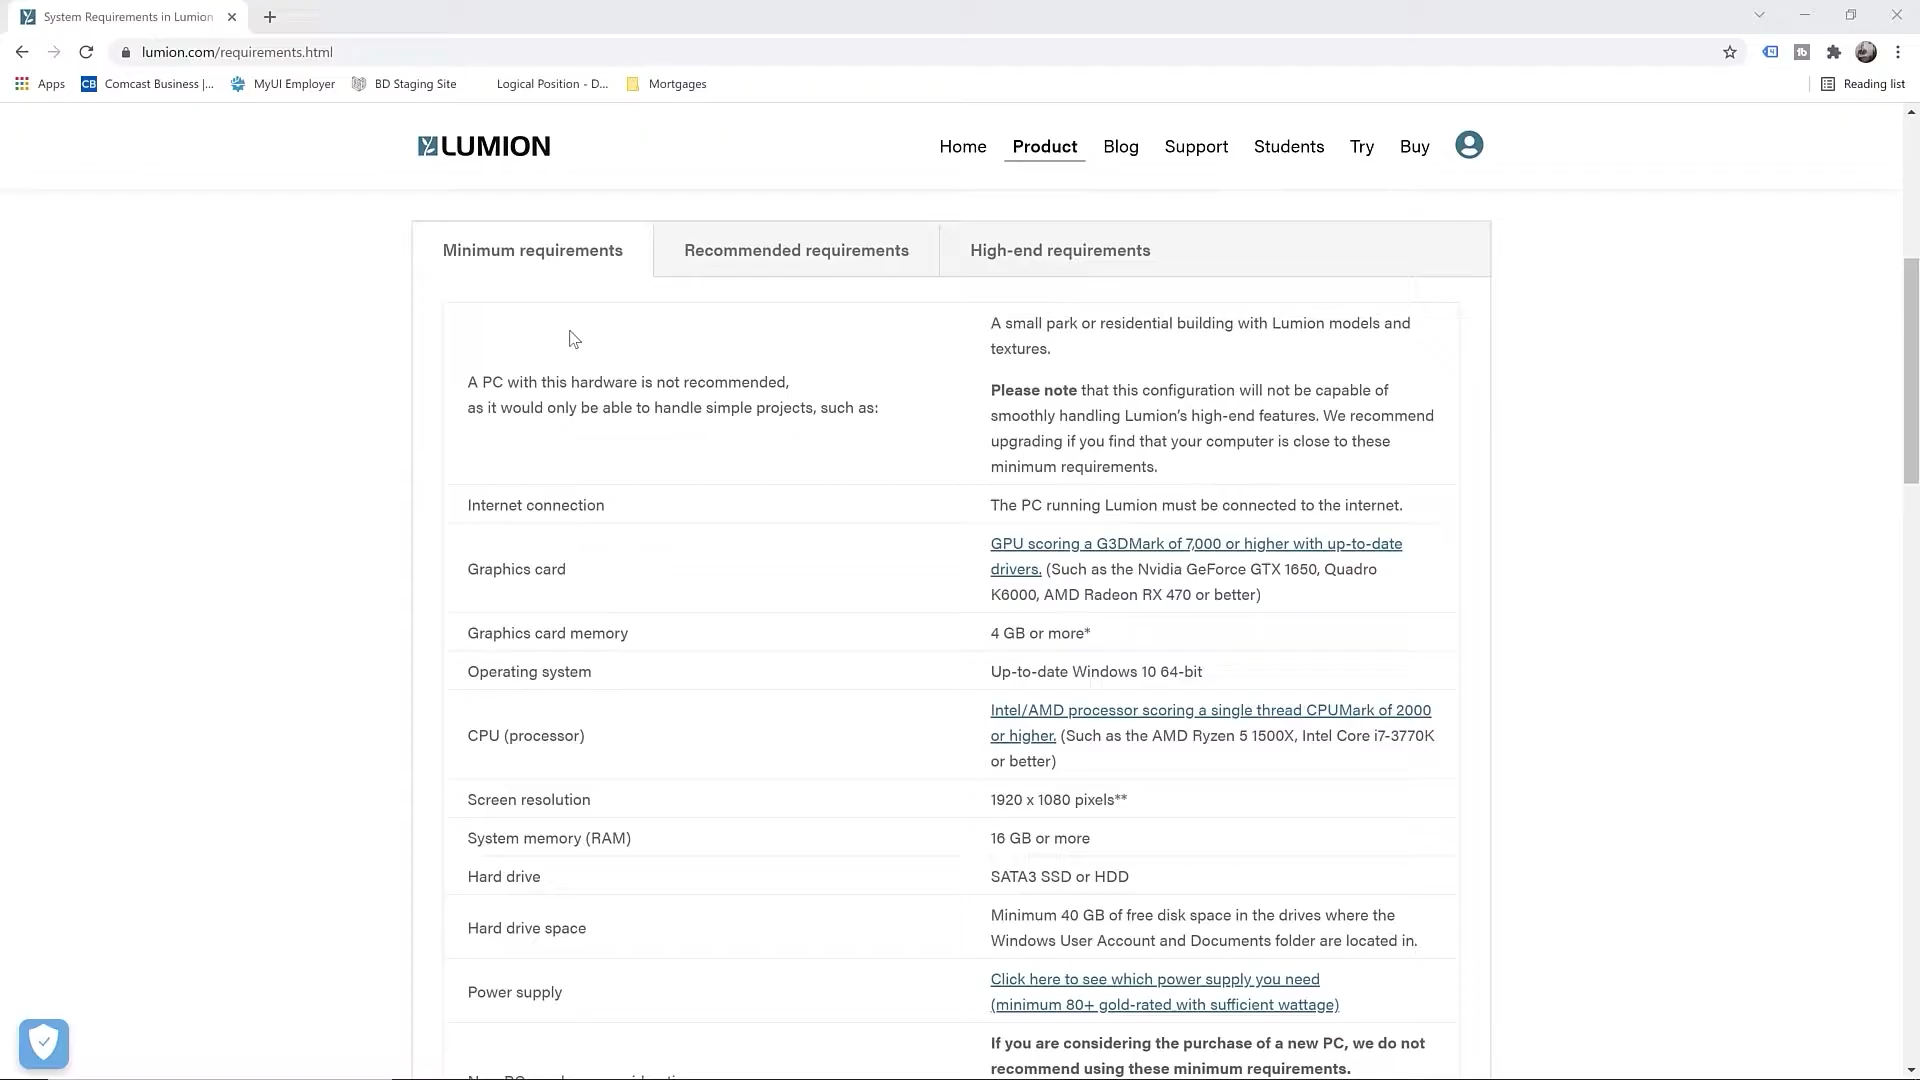 System Requirements in Lumion
lumion.com/requirements.html
Apps
CB Comcast Business |...
MyUI Employer
BD Staging Site
Logical Position - D...
Mortgages
Reading list
LUMION
Home
Product
Blog
Support
Students
Try
Buy
Minimum requirements
Recommended requirements
High-end requirements
A PC with this hardware is not recommended,
as it would only be able to handle simple projects, such as:
A small park or residential building with Lumion models and
textures.
Please note that this configuration will not be capable of
smoothly handling Lumion’s high-end features. We recommend
upgrading if you find that your computer is close to these
minimum requirements.
Internet connection
The PC running Lumion must be connected to the internet.
Graphics card
GPU scoring a G3DMark of 7,000 or higher with up-to-date
drivers. (Such as the Nvidia GeForce GTX 1650, Quadro
K6000, AMD Radeon RX 470 or better)
Graphics card memory
4 GB or more*
Operating system
Up-to-date Windows 10 64-bit
CPU (processor)
Intel/AMD processor scoring a single thread CPUMark of 2000
or higher. (Such as the AMD Ryzen 5 1500X, Intel Core i7-3770K
or better)
Screen resolution
1920 x 1080 pixels**
System memory (RAM)
16 GB or more
Hard drive
SATA3 SSD or HDD
Hard drive space
Minimum 40 GB of free disk space in the drives where the
Windows User Account and Documents folder are located in.
Power supply
Click here to see which power supply you need
(minimum 80+ gold-rated with sufficient wattage)
If you are considering the purchase of a new PC, we do not
recommend using these minimum requirements.